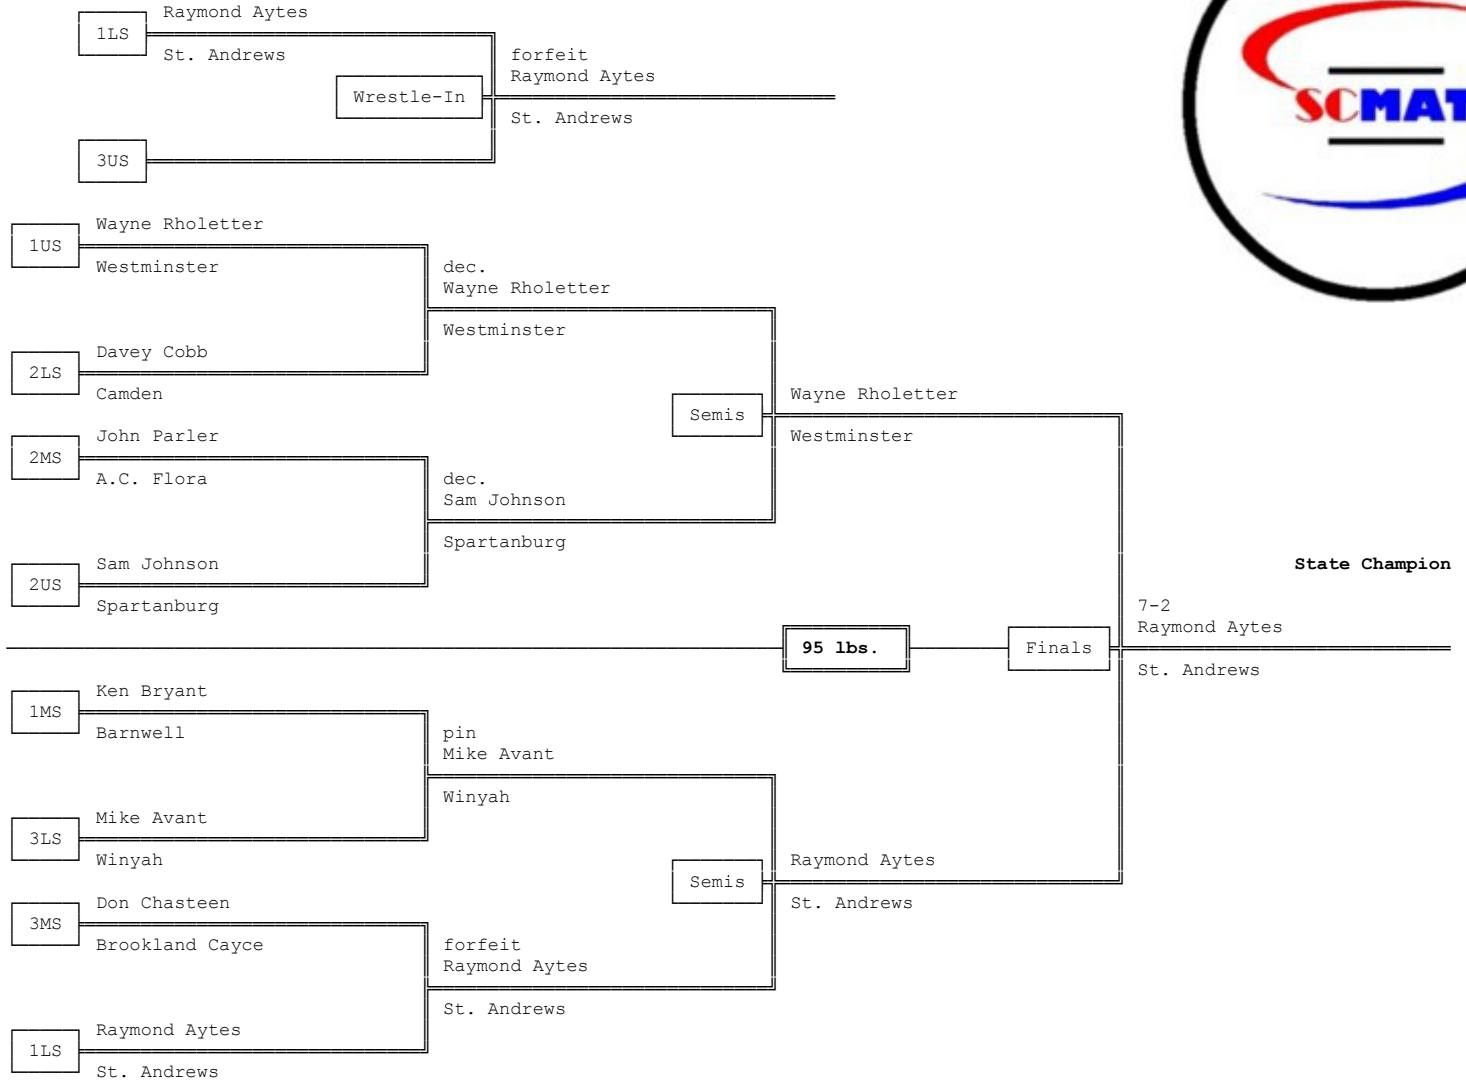 Raymond Aytes
1LS
St. Andrews
forfeit
Raymond Aytes
Wrestle-In
St. Andrews
3US
SCMAT
Wayne Rholetter
1US
Westminster
dec.
Wayne Rholetter
Westminster
Davey Cobb
2LS
Camden
Semis
Wayne Rholetter
Westminster
John Parler
2MS
A.C. Flora
dec.
Sam Johnson
Spartanburg
Sam Johnson
2US
Spartanburg
State Champion
7-2
Raymond Aytes
95 lbs.
Finals
St. Andrews
Ken Bryant
1MS
Barnwell
pin
Mike Avant
Winyah
Mike Avant
3LS
Winyah
Semis
Raymond Aytes
St. Andrews
Don Chasteen
3MS
Brookland Cayce
forfeit
Raymond Aytes
St. Andrews
Raymond Aytes
1LS
St. Andrews